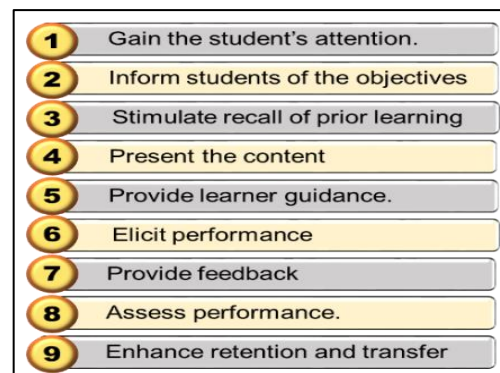 1 Gain the student's attention.
2 Inform students of the objectives
3 Stimulate recall of prior learning
4 Present the content
5 Provide learner guidance.
6 Elicit performance
7 Provide feedback
8 Assess performance.
9 Enhance retention and transfer